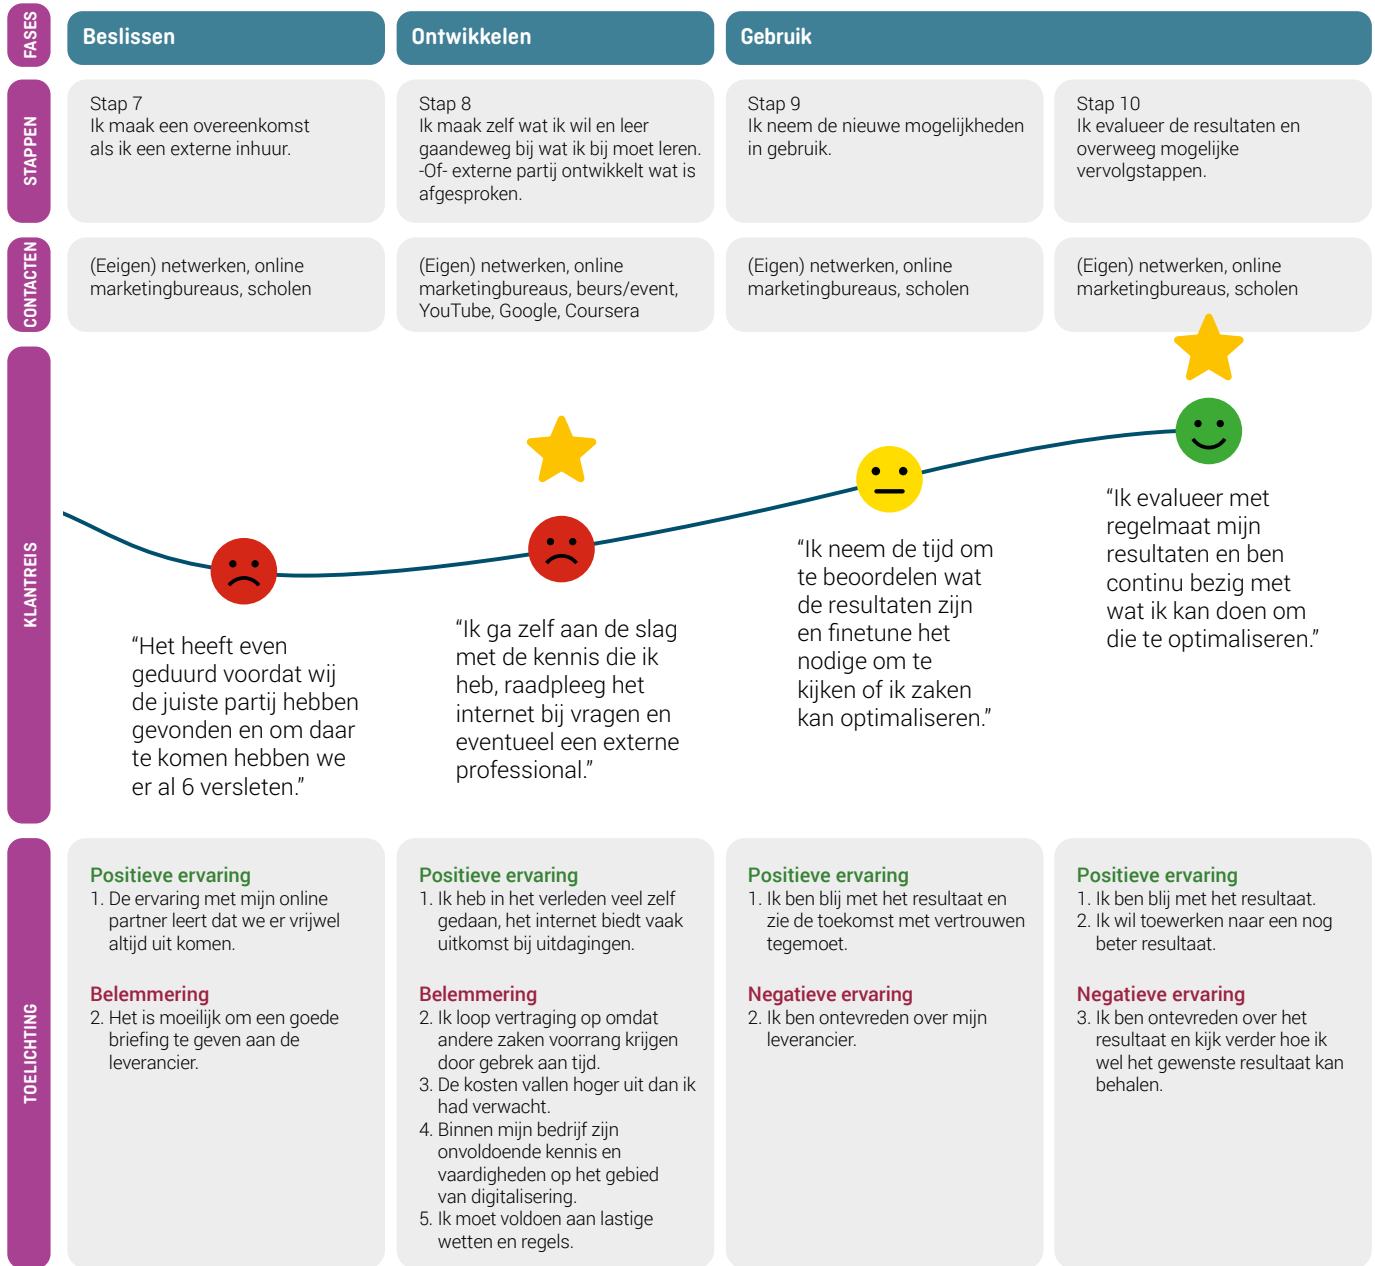 FASES
Beslissen
Ontwikkelen
Gebruik
STAPPEN
Stap 7
Ik maak een overeenkomst
als ik een externe inhuur.
Stap 8
Ik maak zelf wat ik wil en leer
gaandeweg bij wat ik bij moet leren.
-Of- externe partij ontwikkelt wat is
afgesproken.
Stap 9
Ik neem de nieuwe mogelijkheden
in gebruik.
Stap 10
Ik evalueer de resultaten en
overweeg mogelijke
vervolgstappen.
CONTACTEN
(Eeigen) netwerken, online
marketingbureaus, scholen
(Eigen) netwerken, online
marketingbureaus, beurs/event,
YouTube, Google, Coursera
(Eigen) netwerken, online
marketingbureaus, scholen
(Eigen) netwerken, online
marketingbureaus, scholen
KLANTREIS
“Het heeft even
geduurd voordat wij
de juiste partij hebben
gevonden en om daar
te komen hebben we
er al 6 versleten.”
“Ik ga zelf aan de slag
met de kennis die ik
heb, raadpleeg het
internet bij vragen en
eventueel een externe
professional.”
“Ik neem de tijd om
te beoordelen wat
de resultaten zijn
en finetune het
nodige om te
kijken of ik zaken
kan optimaliseren.”
“Ik evalueer met
regelmaat mijn
resultaten en ben
continu bezig met
wat ik kan doen om
die te optimaliseren.”
TOELICHTING
Positieve ervaring
1. De ervaring met mijn online
partner leert dat we er vrijwel
altijd uit komen.
Belemmering
2. Het is moeilijk om een goede
briefing te geven aan de
leverancier.
Positieve ervaring
1. Ik heb in het verleden veel zelf
gedaan, het internet biedt vaak
uitkomst bij uitdagingen.
Belemmering
2. Ik loop vertraging op omdat
andere zaken voorrang krijgen
door gebrek aan tijd.
3. De kosten vallen hoger uit dan ik
had verwacht.
4. Binnen mijn bedrijf zijn
onvoldoende kennis en
vaardigheden op het gebied
van digitalisering.
5. Ik moet voldoen aan lastige
wetten en regels.
Positieve ervaring
1. Ik ben blij met het resultaat en
zie de toekomst met vertrouwen
tegemoet.
Negatieve ervaring
2. Ik ben ontevreden over mijn
leverancier.
Positieve ervaring
1. Ik ben blij met het resultaat.
2. Ik wil toewerken naar een nog
beter resultaat.
Negatieve ervaring
3. Ik ben ontevreden over het
resultaat en kijk verder hoe ik
wel het gewenste resultaat kan
behalen.